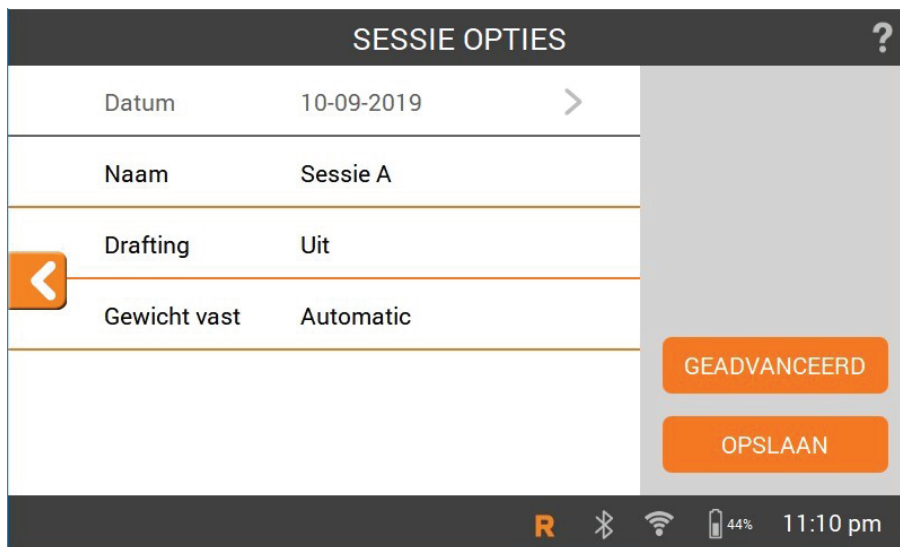 SESSIE OPTIES ?
Datum 10-09-2019
Naam Sessie A
Drafting Uit
Gewicht vast Automatic
GEADVANCEERD
OPSLAAN
R 44% 11:10 pm